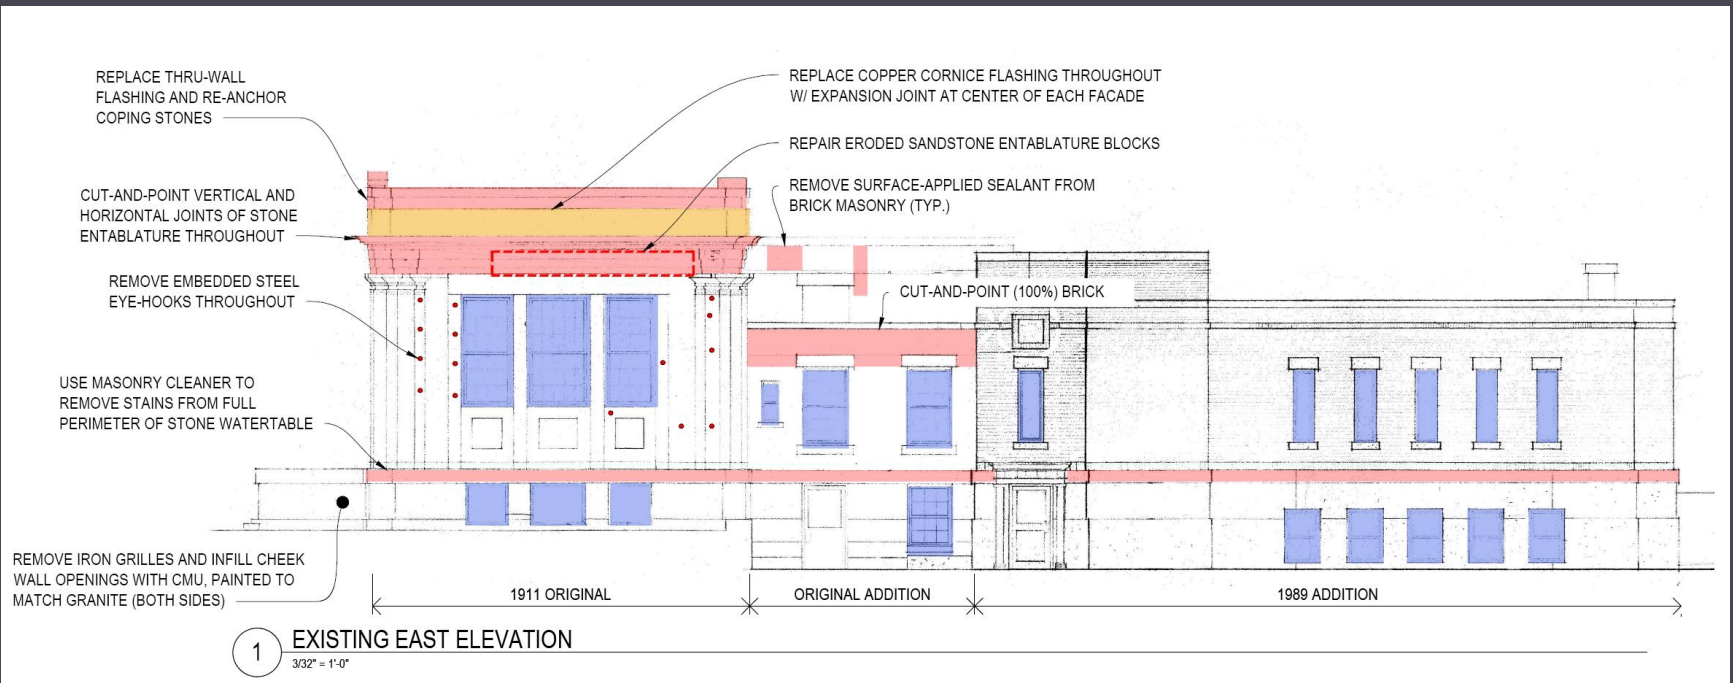 REPLACE THRU-WALL
FLASHING AND RE-ANCHOR
COPING STONES
CUT-AND-POINT VERTICAL AND
HORIZONTAL JOINTS OF STONE
ENTABLATURE THROUGHOUT
REMOVE EMBEDDED STEEL
EYE-HOOKS THROUGHOUT
USE MASONRY CLEANER TO
REMOVE STAINS FROM FULL
PERIMETER OF STONE WATERTABLE
REMOVE IRON GRILLES AND INFILL CHEEK
WALL OPENINGS WITH CMU, PAINTED TO
MATCH GRANITE (BOTH SIDES)
REPLACE COPPER CORNICE FLASHING THROUGHOUT
W/ EXPANSION JOINT AT CENTER OF EACH FACADE
REPAIR ERODED SANDSTONE ENTABLATURE BLOCKS
REMOVE SURFACE-APPLIED SEALANT FROM
BRICK MASONRY (TYP.)
CUT-AND-POINT (100%) BRICK
1911 ORIGINAL
ORIGINAL ADDITION
1989 ADDITION
1
EXISTING EAST ELEVATION
3/32" = 1'-0"